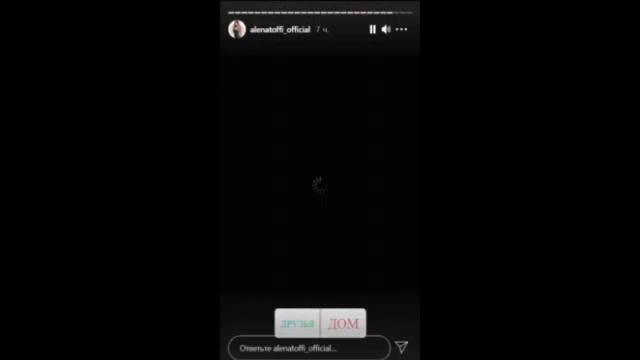 alenatoffi_official 7 ч.
ДРУЗЬЯ ДОМ
Ответьте alenatoffi_official...